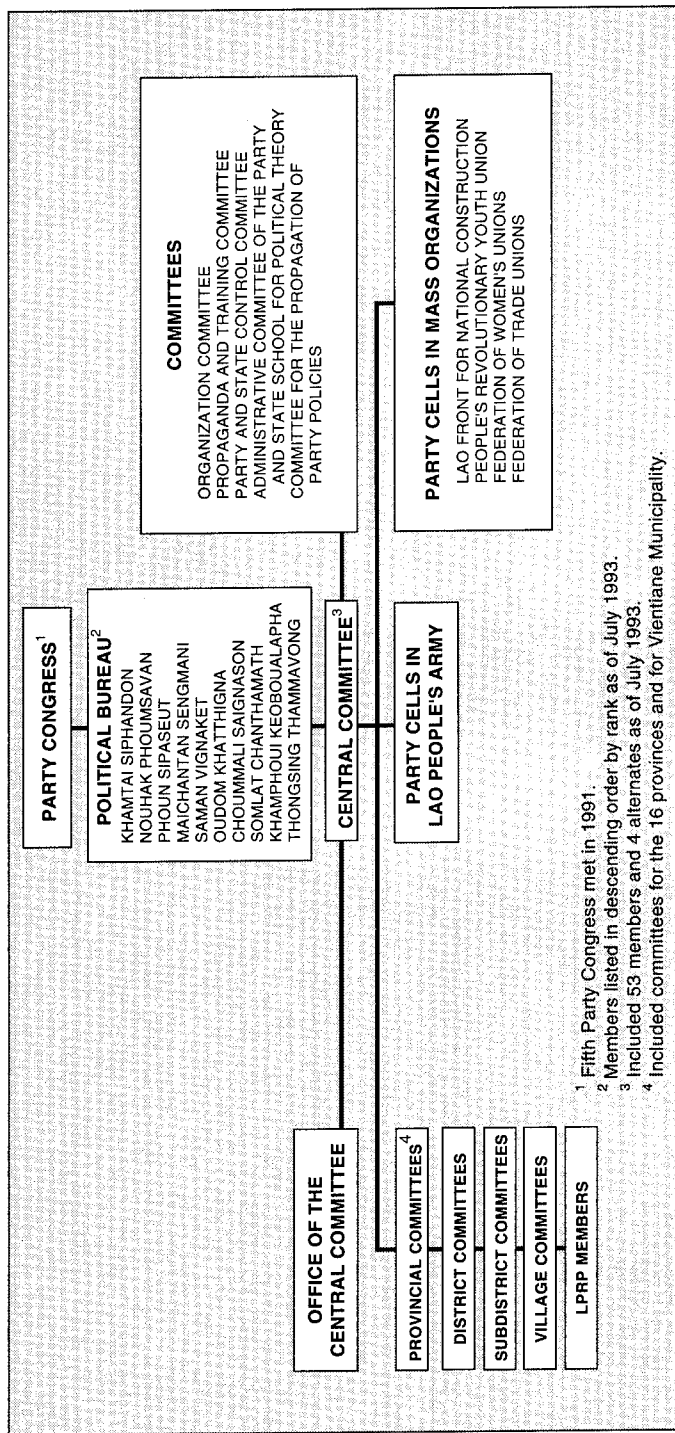 PARTY CONGRESS1
POLITICAL BUREAU2
KHAMTAI SIPHANDON
NOUHAK PHOUMSAVAN
PHOUN SIPASEUT
MAICHANTAN SENGMANI
SAMAN VIGNAKET
OUDOM KHATTHIGNA
CHOUMMALI SAIGNASON
SOMLAT CHANTHAMATH
KHAMPHOUI KEOBOUALAPHA
THONGSING THAMMAVONG
OFFICE OF THE
CENTRAL COMMITTEE
CENTRAL COMMITTEE3
COMMITTEES
ORGANIZATION COMMITTEE
PROPAGANDA AND TRAINING COMMITTEE
PARTY AND STATE CONTROL COMMITTEE
ADMINISTRATIVE COMMITTEE OF THE PARTY
AND STATE SCHOOL FOR POLITICAL THEORY
COMMITTEE FOR THE PROPAGATION OF
PARTY POLICIES
PROVINCIAL COMMITTEES4
DISTRICT COMMITTEES
SUBDISTRICT COMMITTEES
VILLAGE COMMITTEES
LPRP MEMBERS
PARTY CELLS IN
LAO PEOPLE'S ARMY
PARTY CELLS IN MASS ORGANIZATIONS
LAO FRONT FOR NATIONAL CONSTRUCTION
PEOPLE'S REVOLUTIONARY YOUTH UNION
FEDERATION OF WOMEN'S UNIONS
FEDERATION OF TRADE UNIONS
1 Fifth Party Congress met in 1991.
2 Members listed in descending order by rank as of July 1993.
3 Included 53 members and 4 alternates as of July 1993.
4 Included committees for the 16 provinces and for Vientiane Municipality.